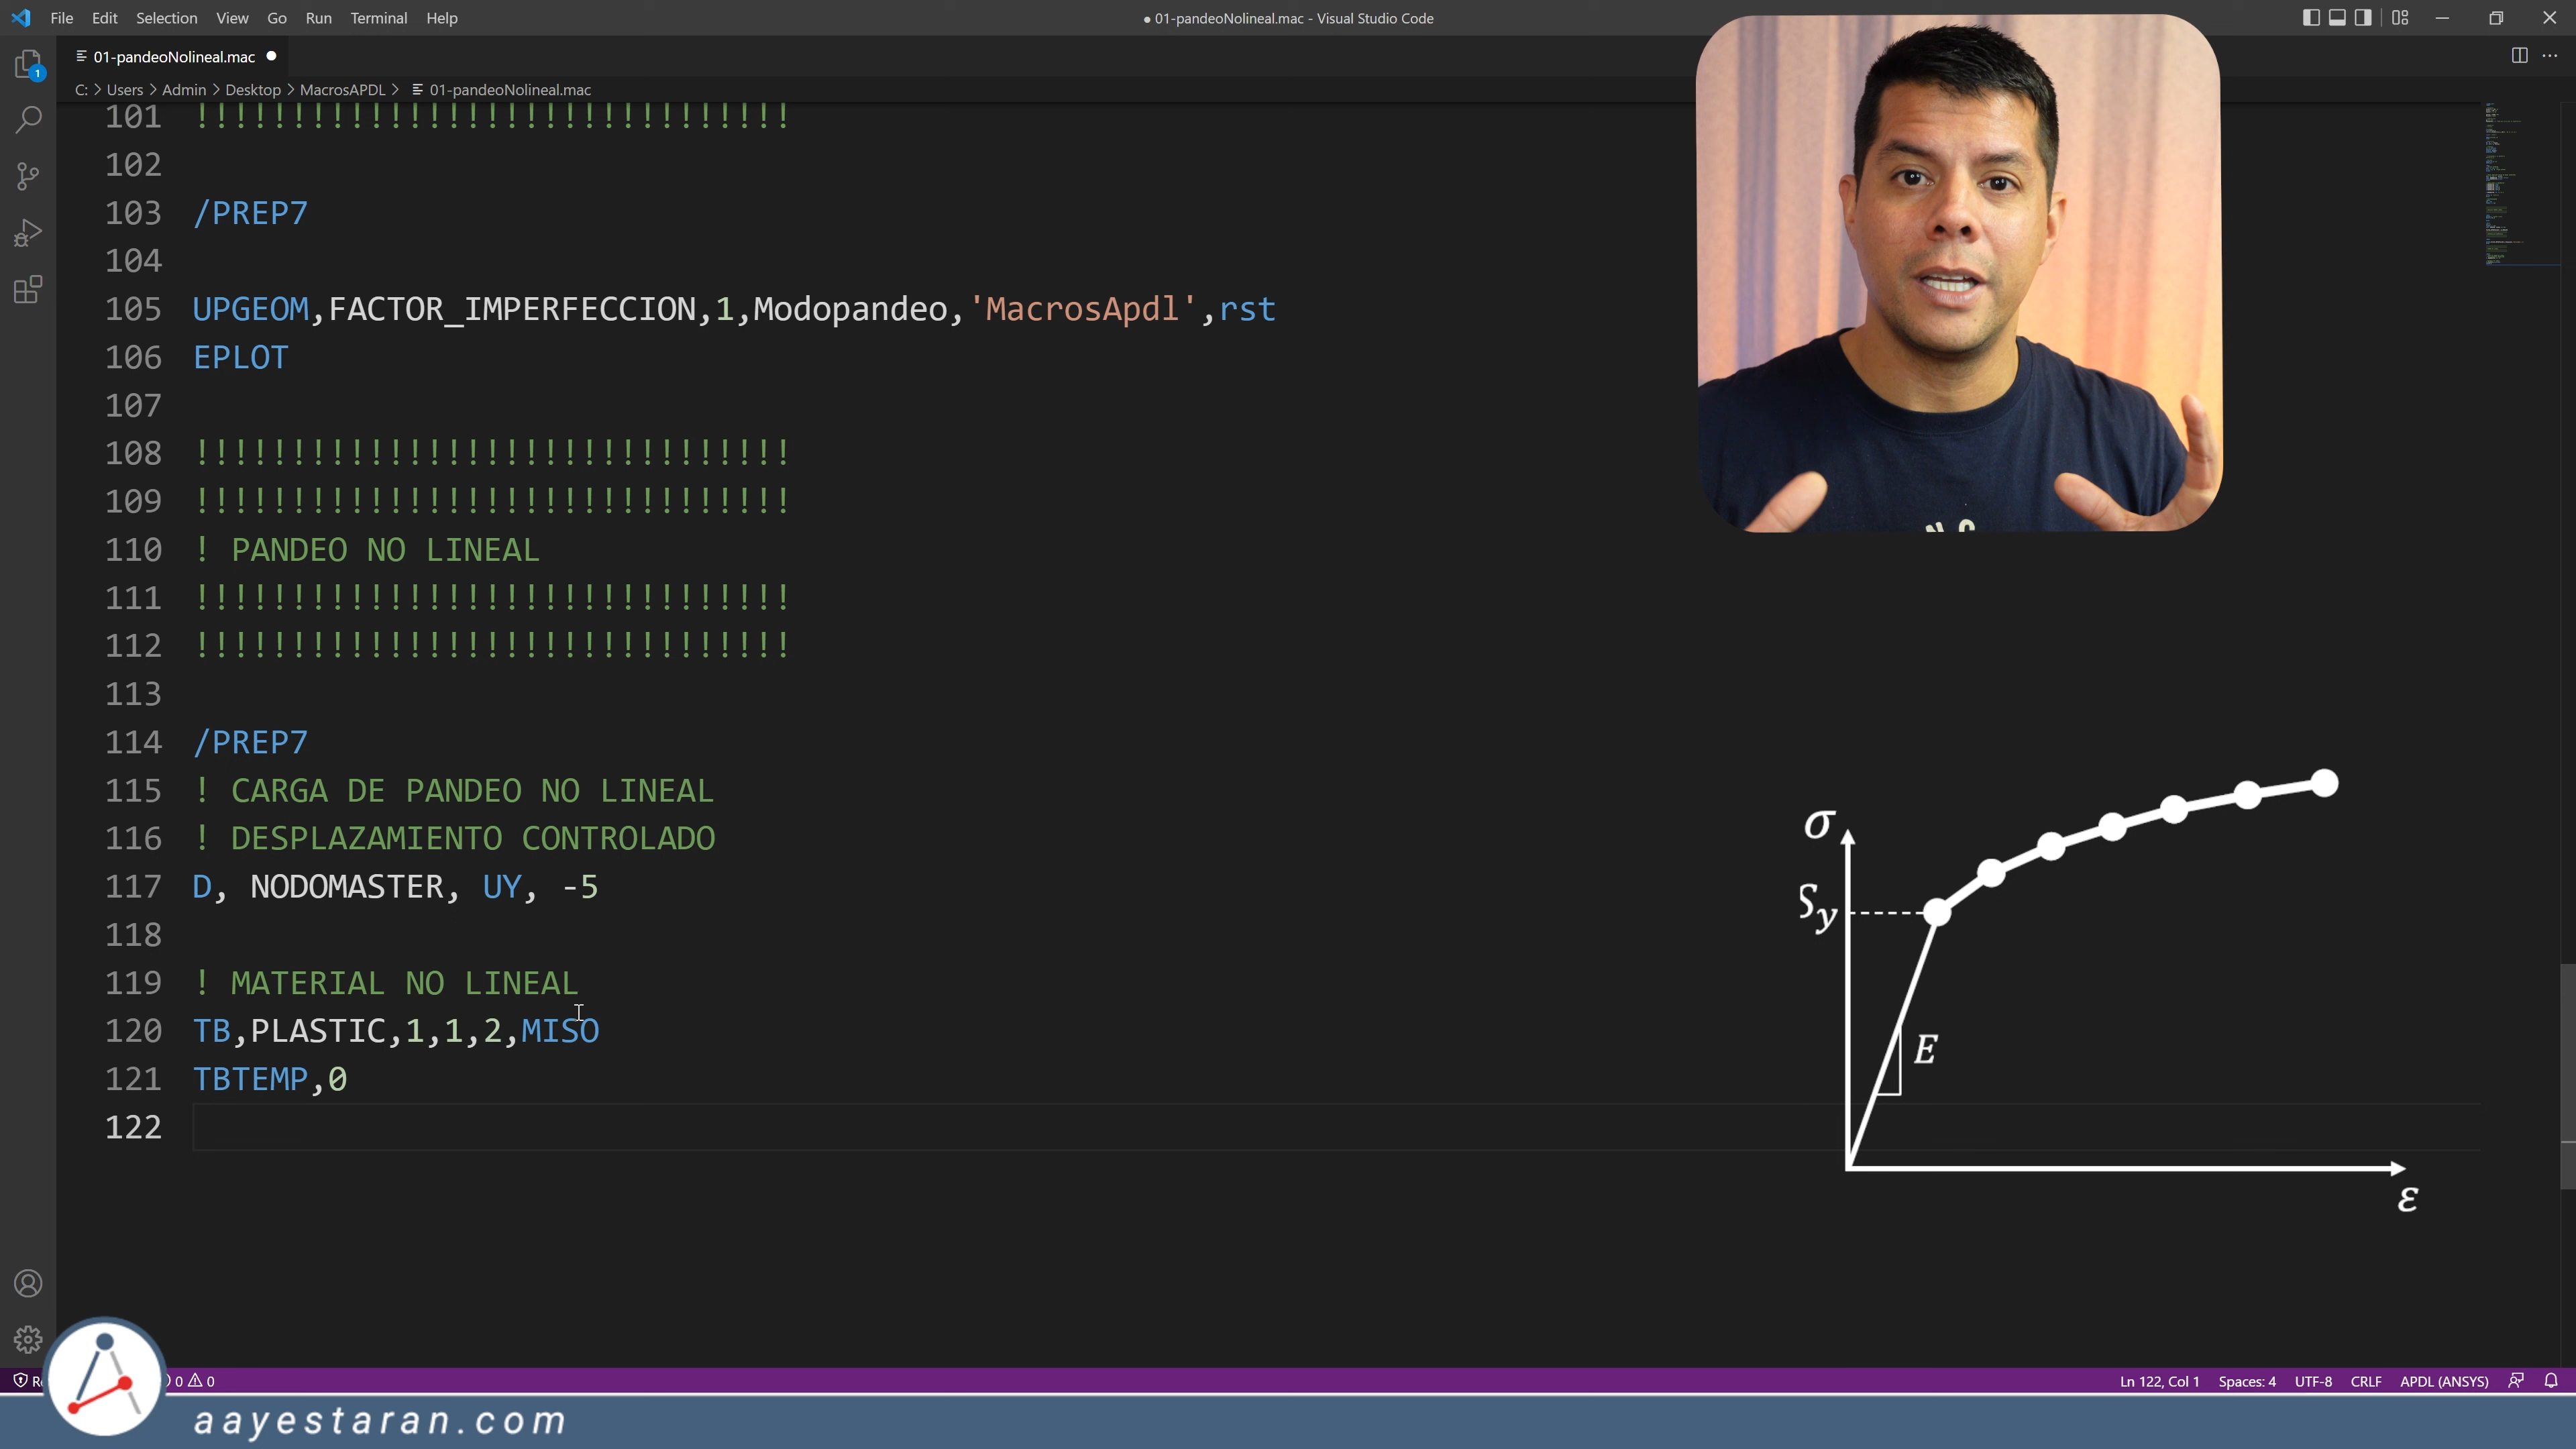 File Edit Selection View Go Run Terminal Help
● 01-pandeoNolineal.mac - Visual Studio Code
01-pandeoNolineal.mac ●
C: > Users > Admin > Desktop > MacrosAPDL > 01-pandeoNolineal.mac
1
101 !!!!!!!!!!!!!!!!!!!!!!!!!!!!!!!
102
103 /PREP7
104
105 UPGEOM,FACTOR_IMPERFECCION,1,Modopandeo,'MacrosApdl',rst
106 EPLOT
107
108 !!!!!!!!!!!!!!!!!!!!!!!!!!!!!!!
109 !!!!!!!!!!!!!!!!!!!!!!!!!!!!!!!
110 ! PANDEO NO LINEAL
111 !!!!!!!!!!!!!!!!!!!!!!!!!!!!!!!
112 !!!!!!!!!!!!!!!!!!!!!!!!!!!!!!!
113
114 /PREP7
115 ! CARGA DE PANDEO NO LINEAL
116 ! DESPLAZAMIENTO CONTROLADO
117 D, NODOMASTER, UY, -5
118
119 ! MATERIAL NO LINEAL
120 TB,PLASTIC,1,1,2,MISO
121 TBTEMP,0
122
σ
Sy
E
ε
0 0
Ln 122, Col 1 Spaces: 4 UTF-8 CRLF APDL (ANSYS)
aayestaran.com